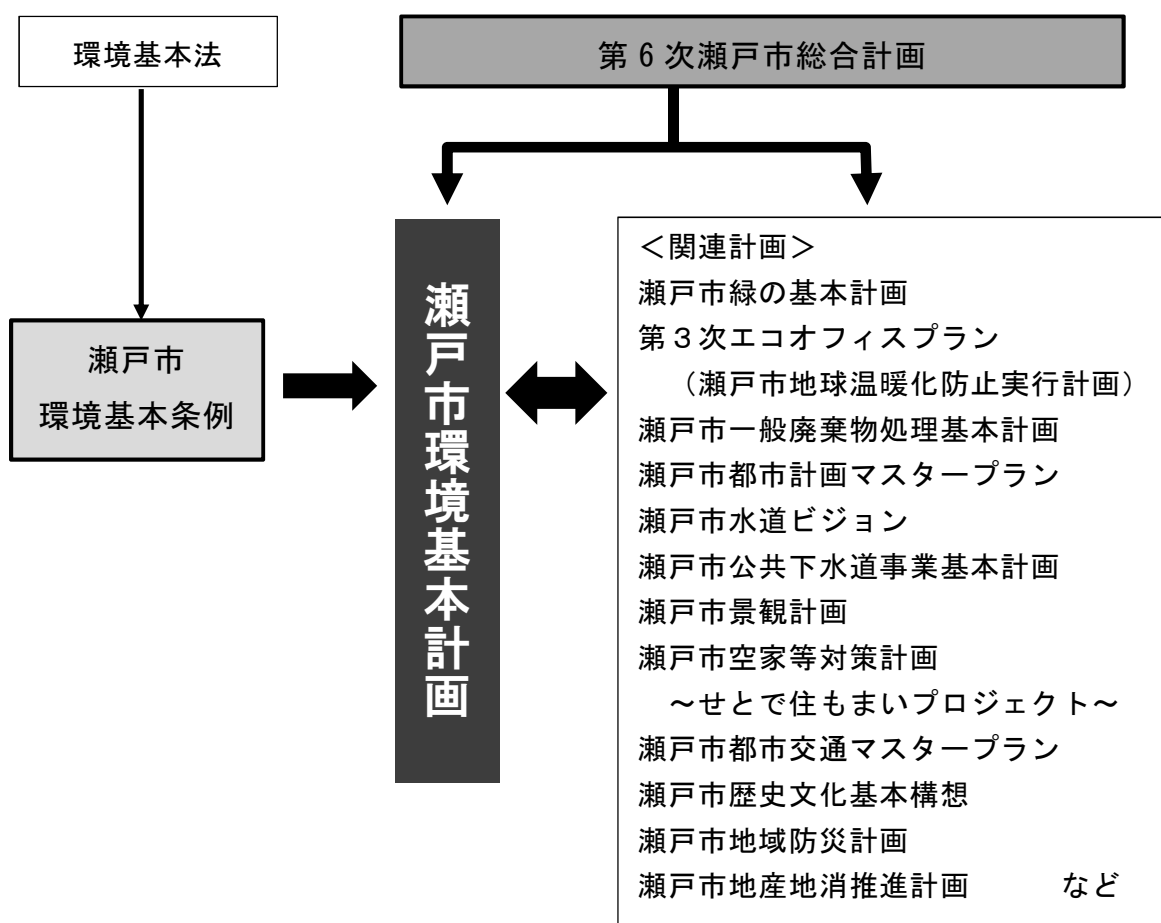 環境基本法
第6次瀬戸市総合計画
瀬戸市
環境基本条例
瀬戸市環境基本計画
＜関連計画＞
瀬戸市緑の基本計画
第３次エコオフィスプラン
（瀬戸市地球温暖化防止実行計画）
瀬戸市一般廃棄物処理基本計画
瀬戸市都市計画マスタープラン
瀬戸市水道ビジョン
瀬戸市公共下水道事業基本計画
瀬戸市景観計画
瀬戸市空家等対策計画
～せとで住もまいプロジェクト～
瀬戸市都市交通マスタープラン
瀬戸市歴史文化基本構想
瀬戸市地域防災計画
瀬戸市地産地消推進計画　　　など